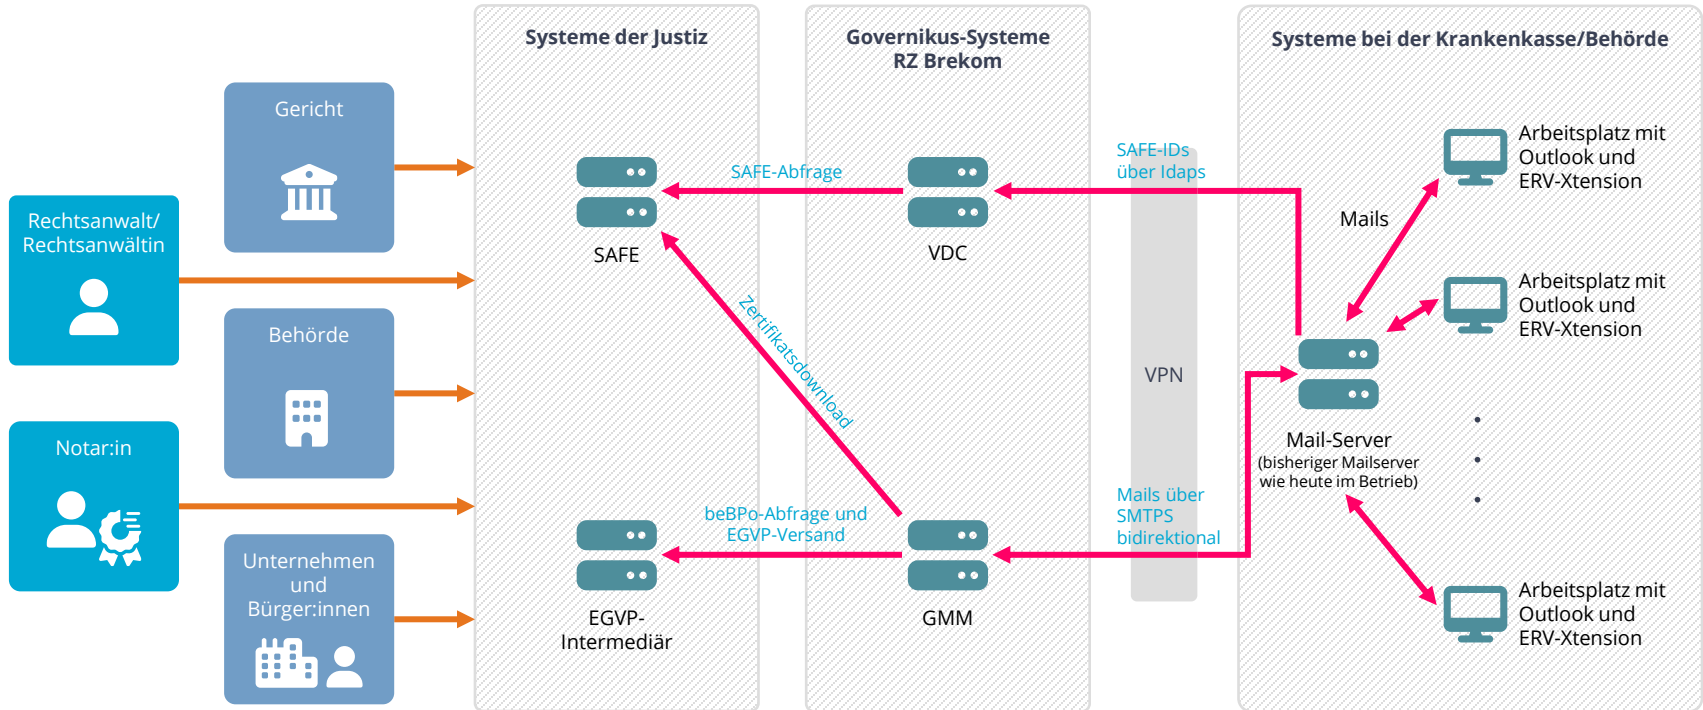 Systeme der Justiz
Governikus-Systeme
RZ Brekom
Systeme bei der Krankenkasse/Behörde
Gericht
Rechtsanwalt/
Rechtsanwältin
Behörde
Notar:in
Unternehmen
und
Bürger:innen
SAFE
EGVP-
Intermediär
SAFE-Abfrage
Zertifikatsdownload
beBPo-Abfrage und
EGVP-Versand
VDC
GMM
SAFE-IDs
über ldaps
VPN
Mails über
SMTPS
bidirektional
Mails
Mail-Server
(bisheriger Mailserver
wie heute im Betrieb)
Arbeitsplatz mit
Outlook und
ERV-Xtension
Arbeitsplatz mit
Outlook und
ERV-Xtension
Arbeitsplatz mit
Outlook und
ERV-Xtension